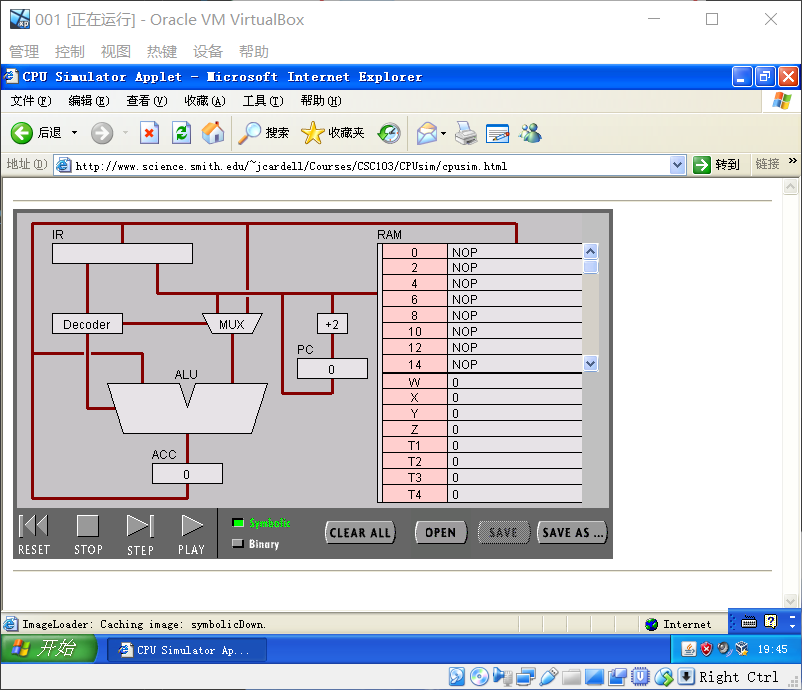 001 [正在运行] - Oracle VM VirtualBox
管理 控制 视图 热键 设备 帮助
CPU Simulator Applet - Microsoft Internet Explorer
文件(F) 编辑(E) 查看(V) 收藏(A) 工具(T) 帮助(H)
后退 搜索 收藏夹
地址(D) http://www.science.smith.edu/~jcardell/Courses/CSC103/CPUsim/cpusim.html 转到 链接 »
IR
RAM
0 NOP
2 NOP
4 NOP
6 NOP
8 NOP
10 NOP
12 NOP
14 NOP
W 0
X 0
Y 0
Z 0
T1 0
T2 0
T3 0
T4 0
Decoder
MUX
+2
PC
0
ALU
ACC
0
RESET STOP STEP PLAY
Symbolic
Binary
CLEAR ALL OPEN SAVE SAVE AS ...
ImageLoader: Caching image: symbolicDown. Internet
开始 CPU Simulator Ap... 19:45
Right Ctrl